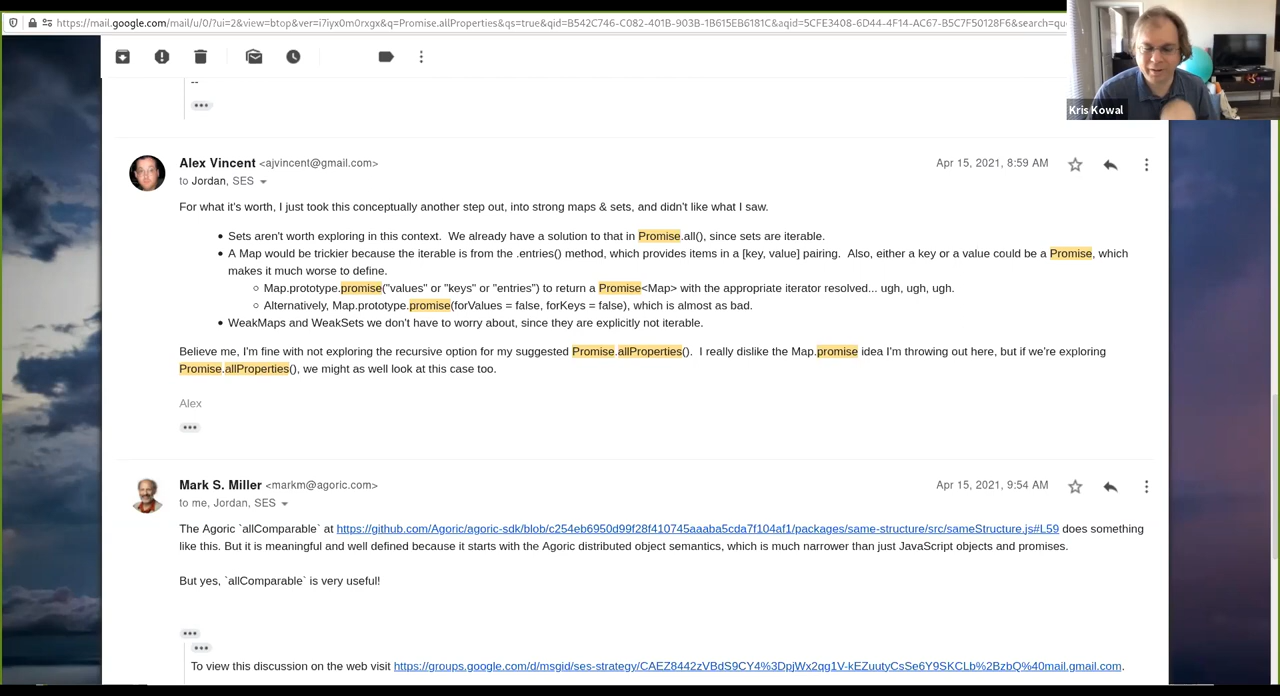 https://mail.google.com/mail/u/0/?ui=2&view=btop&ver=i7iyx0m0rxgx&q=Promise.allProperties&qs=true&qid=B542C746-C082-401B-903B-1B615EB6181C&aqid=5CFE3408-6D44-4F14-AC67-B5C7F50128F6&search=qu
Kris Kowal
--
Alex Vincent <ajvincent@gmail.com>
Apr 15, 2021, 8:59 AM
to Jordan, SES
For what it's worth, I just took this conceptually another step out, into strong maps & sets, and didn't like what I saw.
• Sets aren't worth exploring in this context.  We already have a solution to that in Promise.all(), since sets are iterable.
• A Map would be trickier because the iterable is from the .entries() method, which provides items in a [key, value] pairing.  Also, either a key or a value could be a Promise, which
makes it much worse to define.
○ Map.prototype.promise("values" or "keys" or "entries") to return a Promise<Map> with the appropriate iterator resolved... ugh, ugh, ugh.
○ Alternatively, Map.prototype.promise(forValues = false, forKeys = false), which is almost as bad.
• WeakMaps and WeakSets we don't have to worry about, since they are explicitly not iterable.
Believe me, I'm fine with not exploring the recursive option for my suggested Promise.allProperties().  I really dislike the Map.promise idea I'm throwing out here, but if we're exploring
Promise.allProperties(), we might as well look at this case too.
Alex
Mark S. Miller <markm@agoric.com>
Apr 15, 2021, 9:54 AM
to me, Jordan, SES
The Agoric `allComparable` at https://github.com/Agoric/agoric-sdk/blob/c254eb6950d99f28f410745aaaba5cda7f104af1/packages/same-structure/src/sameStructure.js#L59 does something
like this. But it is meaningful and well defined because it starts with the Agoric distributed object semantics, which is much narrower than just JavaScript objects and promises.
But yes, `allComparable` is very useful!
To view this discussion on the web visit https://groups.google.com/d/msgid/ses-strategy/CAEZ8442zVBdS9CY4%3DpjWx2qg1V-kEZuutyCsSe6Y9SKCLb%2BzbQ%40mail.gmail.com.